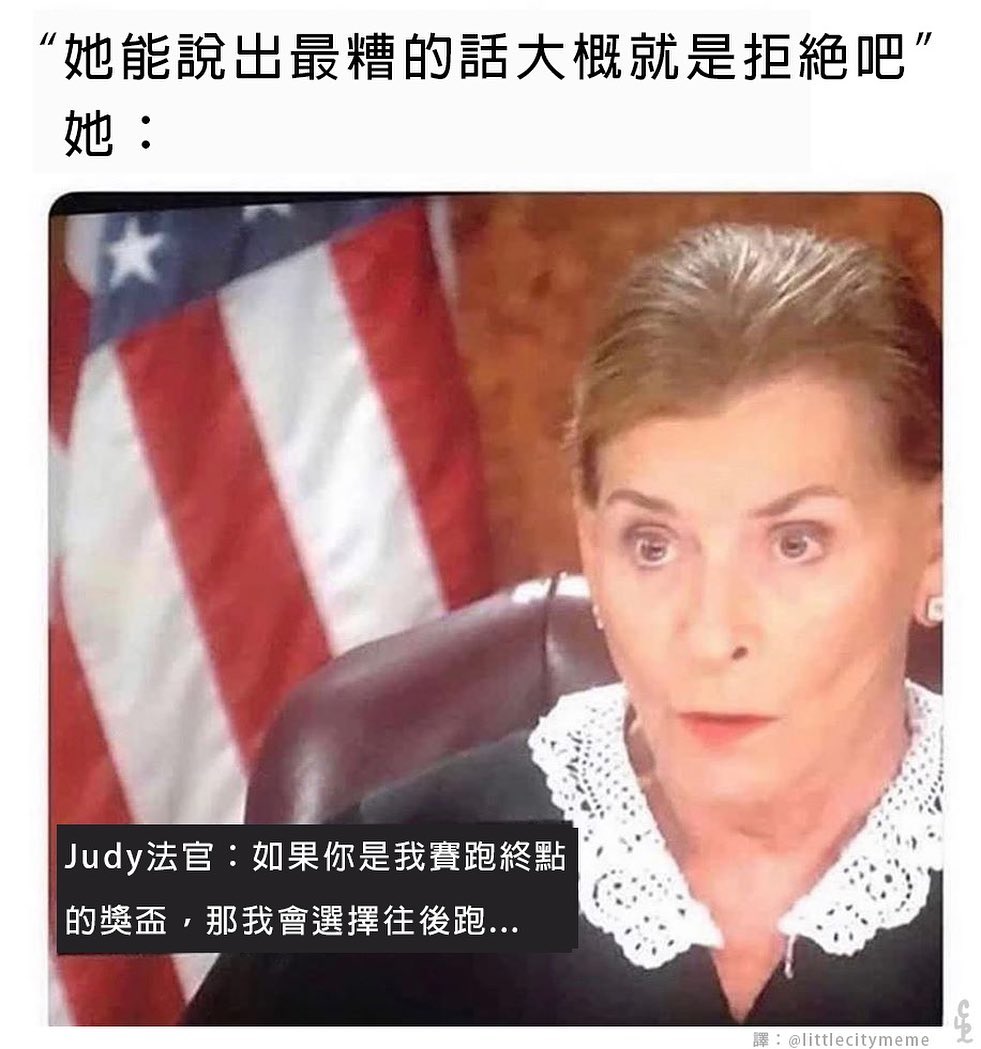 “她能說出最糟的話大概就是拒絕吧”
她：
Judy法官：如果你是我賽跑終點
的獎盃，那我會選擇往後跑...
譯：@littlecitymeme